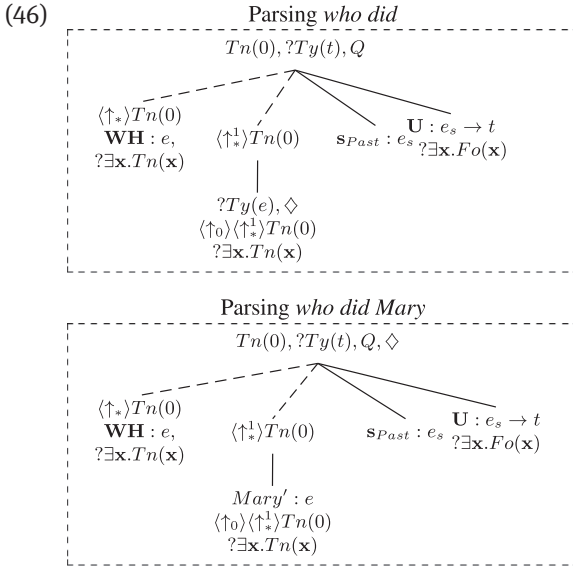 (46)
Parsing who did
Tn(0), ?Ty(t), Q
⟨↑*⟩Tn(0)
WH : e,
?∃x.Tn(x)
⟨↑¹*⟩Tn(0)
s_Past : e_s
U : e_s → t
?∃x.Fo(x)
?Ty(e), ♢
⟨↑₀⟩⟨↑¹*⟩Tn(0)
?∃x.Tn(x)
Parsing who did Mary
Tn(0), ?Ty(t), Q, ♢
⟨↑*⟩Tn(0)
WH : e,
?∃x.Tn(x)
⟨↑¹*⟩Tn(0)
s_Past : e_s
U : e_s → t
?∃x.Fo(x)
Mary′ : e
⟨↑₀⟩⟨↑¹*⟩Tn(0)
?∃x.Tn(x)